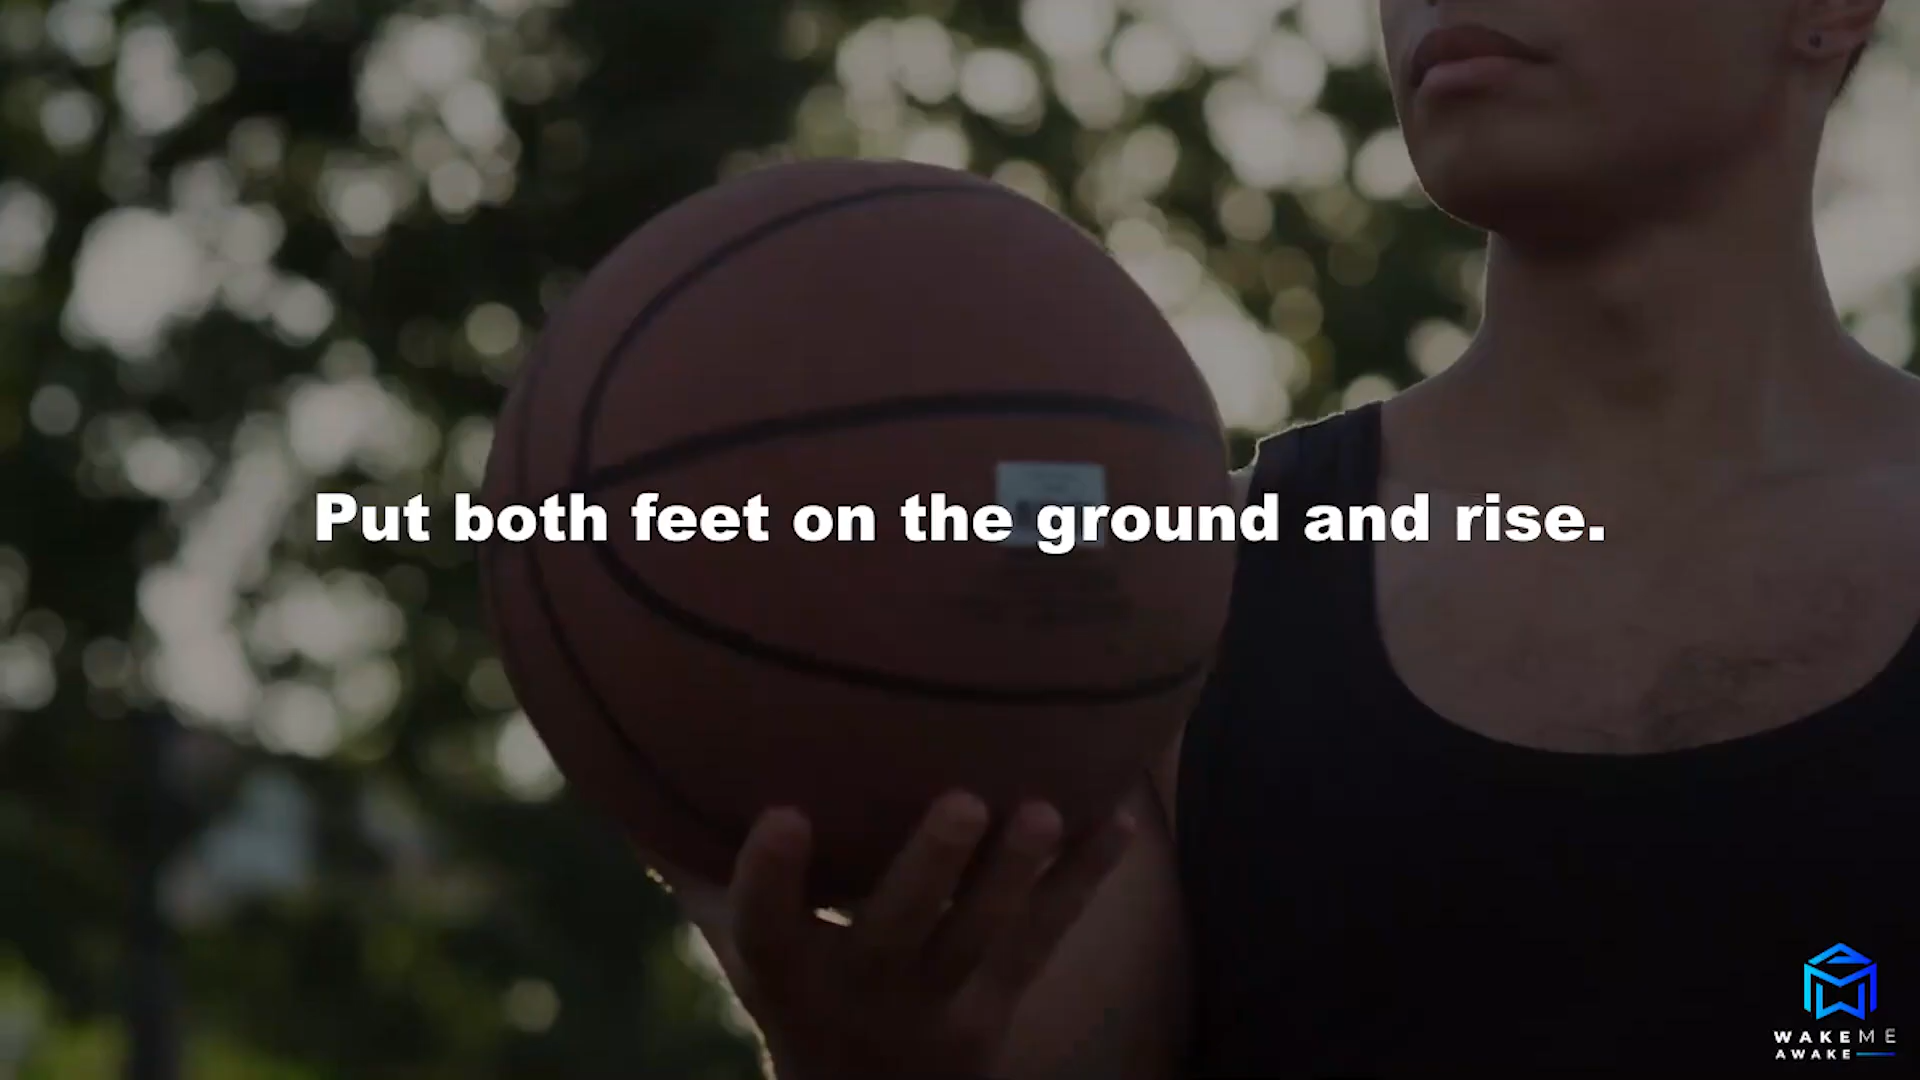 Put both feet on the ground and rise.
WAKEME
AWAKE